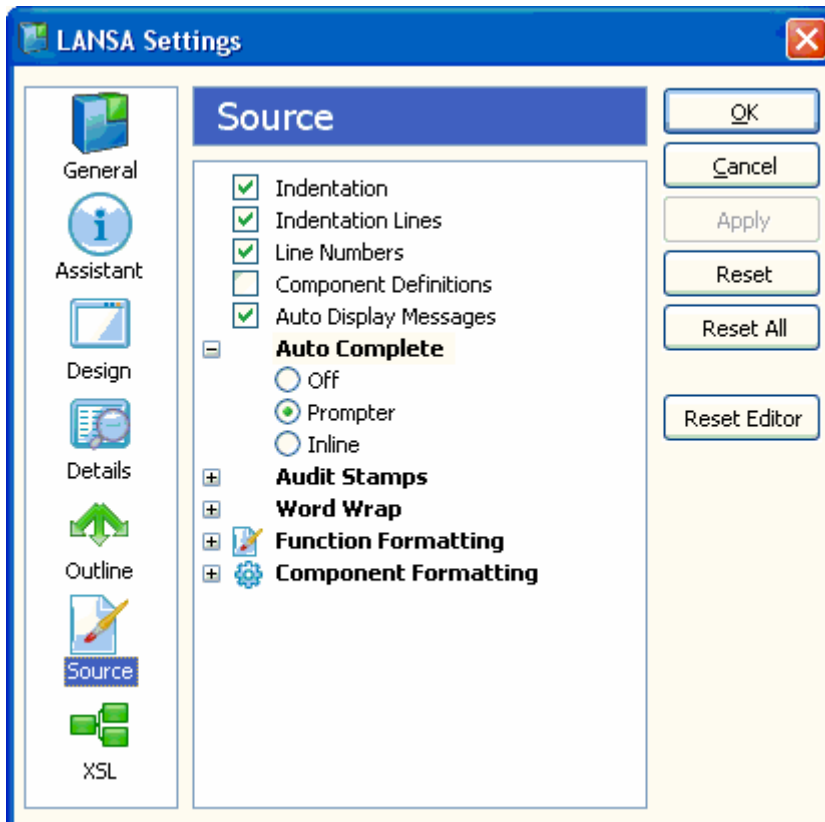 LANSA Settings
General
Assistant
Design
Details
Outline
Source
XSL
Source
Indentation
Indentation Lines
Line Numbers
Component Definitions
Auto Display Messages
Auto Complete
Off
Prompter
Inline
Audit Stamps
Word Wrap
Function Formatting
Component Formatting
OK
Cancel
Apply
Reset
Reset All
Reset Editor